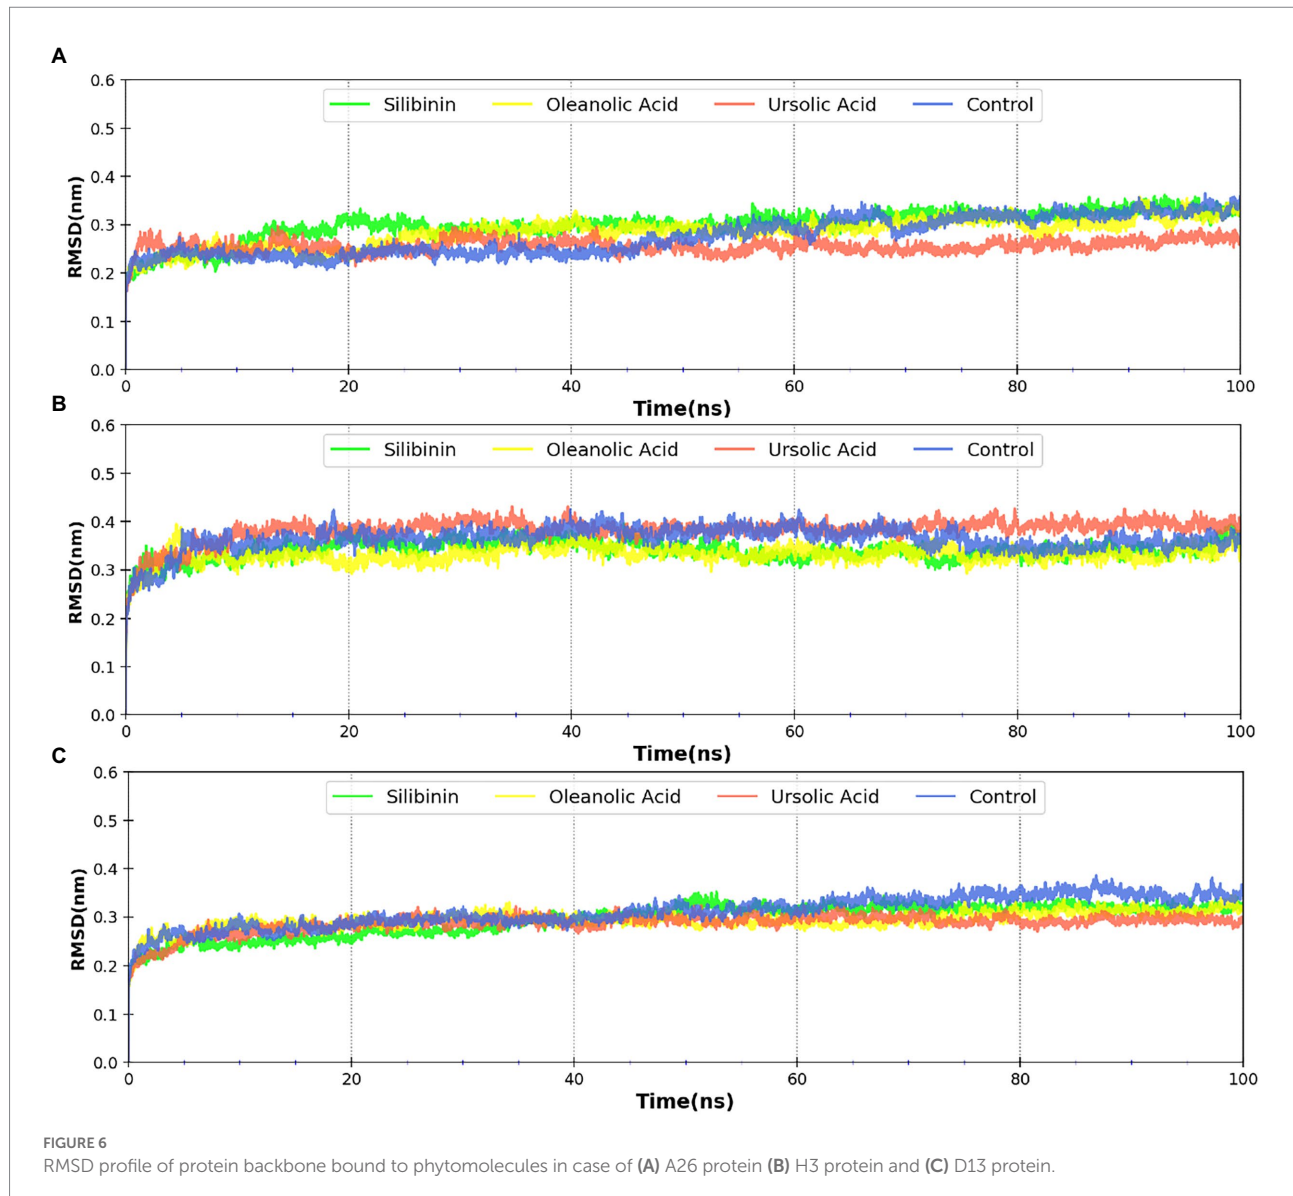 A
0.6
Silibinin Oleanolic Acid Ursolic Acid Control
0.5
0.4
RMSD(nm)
0.3
0.2
0.1
0.0
0 20 40 60 80 100
Time(ns)
B
0.6
Silibinin Oleanolic Acid Ursolic Acid Control
0.5
0.4
RMSD(nm)
0.3
0.2
0.1
0.0
0 20 40 60 80 100
Time(ns)
C
0.6
Silibinin Oleanolic Acid Ursolic Acid Control
0.5
0.4
RMSD(nm)
0.3
0.2
0.1
0.0
0 20 40 60 80 100
Time(ns)
FIGURE 6
RMSD profile of protein backbone bound to phytomolecules in case of (A) A26 protein (B) H3 protein and (C) D13 protein.